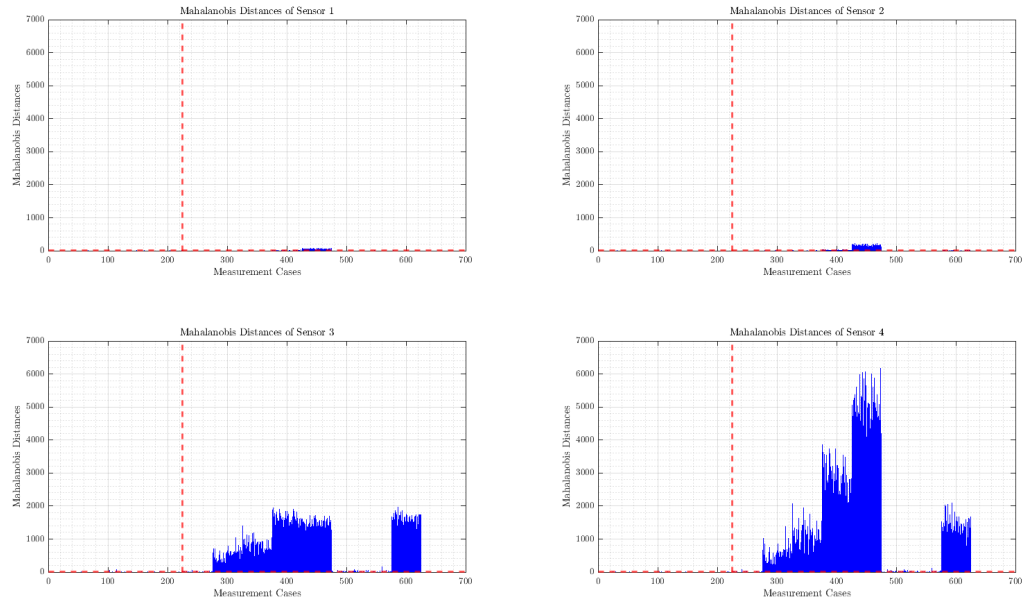 Mahalanobis Distances of Sensor 1
7000
6000
5000
4000
3000
2000
1000
0
Mahalanobis Distances
0 100 200 300 400 500 600 700
Measurement Cases
Mahalanobis Distances of Sensor 2
7000
6000
5000
4000
3000
2000
1000
0
Mahalanobis Distances
0 100 200 300 400 500 600 700
Measurement Cases
Mahalanobis Distances of Sensor 3
7000
6000
5000
4000
3000
2000
1000
0
Mahalanobis Distances
0 100 200 300 400 500 600 700
Measurement Cases
Mahalanobis Distances of Sensor 4
7000
6000
5000
4000
3000
2000
1000
0
Mahalanobis Distances
0 100 200 300 400 500 600 700
Measurement Cases